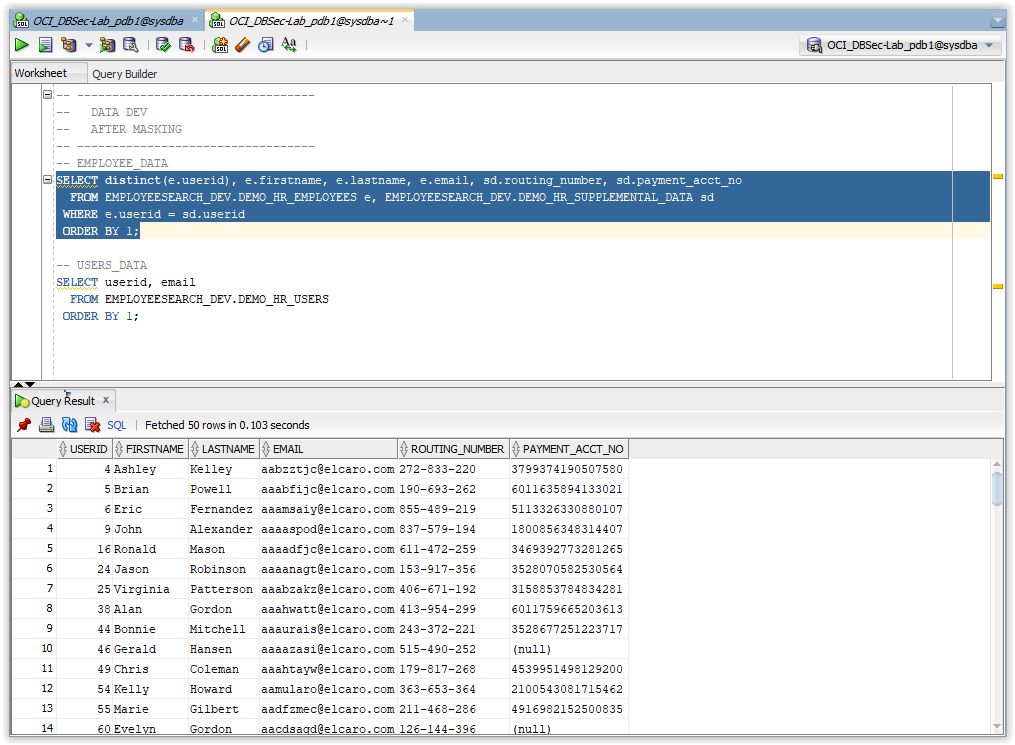 OCI_DBSec-Lab_pdb1@sysdba × OCI_DBSec-Lab_pdb1@sysdba~1 ×
OCI_DBSec-Lab_pdb1@sysdba
Worksheet Query Builder
-- ----------------------------------
-- DATA DEV
-- AFTER MASKING
-- ----------------------------------
-- EMPLOYEE_DATA
SELECT distinct(e.userid), e.firstname, e.lastname, e.email, sd.routing_number, sd.payment_acct_no
FROM EMPLOYEESEARCH_DEV.DEMO_HR_EMPLOYEES e, EMPLOYEESEARCH_DEV.DEMO_HR_SUPPLEMENTAL_DATA sd
WHERE e.userid = sd.userid
ORDER BY 1;
-- USERS_DATA
SELECT userid, email
FROM EMPLOYEESEARCH_DEV.DEMO_HR_USERS
ORDER BY 1;
Query Result x
SQL | Fetched 50 rows in 0.103 seconds
USERID FIRSTNAME LASTNAME EMAIL ROUTING_NUMBER PAYMENT_ACCT_NO
1 4 Ashley Kelley aabzztjc@elcaro.com 272-833-220 3799374190507580
2 5 Brian Powell aaabfijc@elcaro.com 190-693-262 6011635894133021
3 6 Eric Fernandez aaamsaiy@elcaro.com 855-489-219 5113326330880107
4 9 John Alexander aaaaspod@elcaro.com 837-579-194 1800856348314407
5 16 Ronald Mason aaaadfjc@elcaro.com 611-472-259 3469392773281265
6 24 Jason Robinson aaaanagt@elcaro.com 153-917-356 3528070582530564
7 25 Virginia Patterson aaabzakz@elcaro.com 406-671-192 3158853784834281
8 38 Alan Gordon aaahwatt@elcaro.com 413-954-299 6011759665203613
9 44 Bonnie Mitchell aaaurais@elcaro.com 243-372-221 3528677251223717
10 46 Gerald Hansen aaaazasi@elcaro.com 515-490-252 (null)
11 49 Chris Coleman aaahtayw@elcaro.com 179-817-268 4539951498129200
12 54 Kelly Howard aamularo@elcaro.com 363-653-364 2100543081715462
13 55 Marie Gilbert aadfzmec@elcaro.com 211-468-286 4916982152500835
14 60 Evelyn Gordon aacdsagd@elcaro.com 126-144-396 (null)